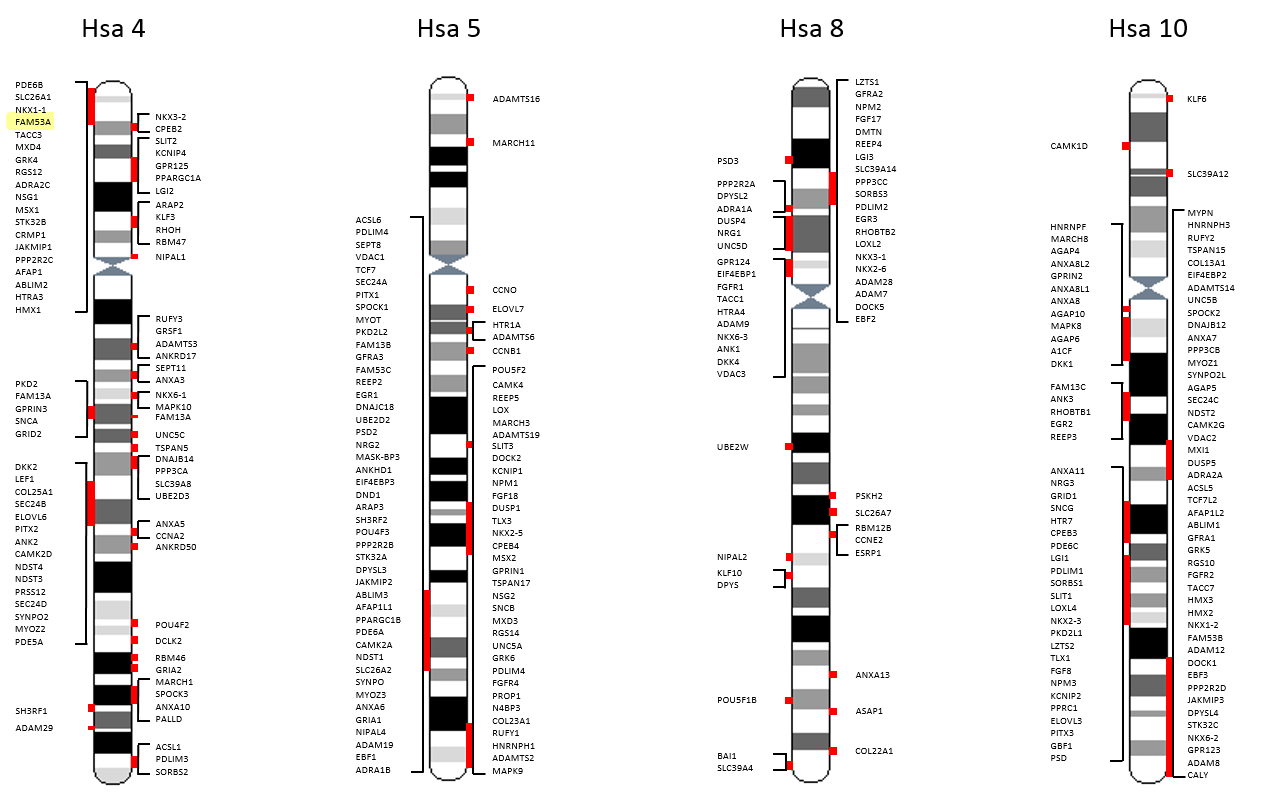 Hsa 4
PDE6B
SLC26A1
NKX1-1
FAM53A
TACC3
MXD4
GRK4
RGS12
ADRA2C
NSG1
MSX1
STK32B
CRMP1
JAKMIP1
PPP2R2C
AFAP1
ABLIM2
HTRA3
HMX1
PKD2
FAM13A
GPRIN3
SNCA
GRID2
DKK2
LEF1
COL25A1
SEC24B
ELOVL6
PITX2
ANK2
CAMK2D
NDST4
NDST3
PRSS12
SEC24D
SYNPO2
MYOZ2
PDE5A
SH3RF1
ADAM29
NKX3-2
CPEB2
SLIT2
KCNIP4
GPR125
PPARGC1A
LGI2
ARAP2
KLF3
RHOH
RBM47
NIPAL1
RUFY3
GRSF1
ADAMTS3
ANKRD17
SEPT11
ANXA3
NKX6-1
MAPK10
FAM13A
UNC5C
TSPAN5
DNAJB14
PPP3CA
SLC39A8
UBE2D3
ANXA5
CCNA2
ANKRD50
POU4F2
DCLK2
RBM46
GRIA2
MARCH1
SPOCK3
ANXA10
PALLD
ACSL1
PDLIM3
SORBS2
Hsa 5
ACSL6
PDLIM4
SEPT8
VDAC1
TCF7
SEC24A
PITX1
SPOCK1
MYOT
PKD2L2
FAM13B
GFRA3
FAM53C
REEP2
EGR1
DNAJC18
UBE2D2
PSD2
NRG2
MASK-BP3
ANKHD1
EIF4EBP3
DND1
ARAP3
SH3RF2
POU4F3
PPP2R2B
STK32A
DPYSL3
JAKMIP2
ABLIM3
AFAP1L1
PPARGC1B
PDE6A
CAMK2A
NDST1
SLC26A2
SYNPO
MYOZ3
ANXA6
GRIA1
NIPAL4
ADAM19
EBF1
ADRA1B
ADAMTS16
MARCH11
CCNO
ELOVL7
HTR1A
ADAMTS6
CCNB1
POU5F2
CAMK4
REEP5
LOX
MARCH3
ADAMTS19
SLIT3
DOCK2
KCNIP1
NPM1
FGF18
DUSP1
TLX3
NKX2-5
CPEB4
MSX2
GPRIN1
TSPAN17
NSG2
SNCB
MXD3
RGS14
UNC5A
GRK6
PDLIM4
FGFR4
PROP1
N4BP3
COL23A1
RUFY1
HNRNPH1
ADAMTS2
MAPK9
Hsa 8
PSD3
PPP2R2A
DPYSL2
ADRA1A
DUSP4
NRG1
UNC5D
GPR124
EIF4EBP1
FGFR1
TACC1
HTRA4
ADAM9
NKX6-3
ANK1
DKK4
VDAC3
UBE2W
NIPAL2
KLF10
DPYS
POU5F1B
BAI1
SLC39A4
LZTS1
GFRA2
NPM2
FGF17
DMTN
REEP4
LGI3
SLC39A14
PPP3CC
SORBS3
PDLIM2
EGR3
RHOBTB2
LOXL2
NKX3-1
NKX2-6
ADAM28
ADAM7
DOCK5
EBF2
PSKH2
SLC26A7
RBM12B
CCNE2
ESRP1
ANXA13
ASAP1
COL22A1
Hsa 10
CAMK1D
HNRNPF
MARCH8
AGAP4
ANXA8L2
GPRIN2
ANXA8L1
ANXA8
AGAP10
MAPK8
AGAP6
A1CF
DKK1
FAM13C
ANK3
RHOBTB1
EGR2
REEP3
ANXA11
NRG3
GRID1
SNCG
HTR7
CPEB3
PDE6C
LGI1
PDLIM1
SORBS1
SLIT1
LOXL4
NKX2-3
PKD2L1
LZTS2
TLX1
FGF8
NPM3
KCNIP2
PPRC1
ELOVL3
PITX3
GBF1
PSD
KLF6
SLC39A12
MYPN
HNRNPH3
RUFY2
TSPAN15
COL13A1
EIF4EBP2
ADAMTS14
UNC5B
SPOCK2
DNAJB12
ANXA7
PPP3CB
MYOZ1
SYNPO2L
AGAP5
SEC24C
NDST2
CAMK2G
VDAC2
MXI1
DUSP5
ADRA2A
ACSL5
TCF7L2
AFAP1L2
ABLIM1
GFRA1
GRK5
RGS10
FGFR2
TACC7
HMX3
HMX2
NKX1-2
FAM53B
ADAM12
DOCK1
EBF3
PPP2R2D
JAKMIP3
DPYSL4
STK32C
NKX6-2
GPR123
ADAM8
CALY